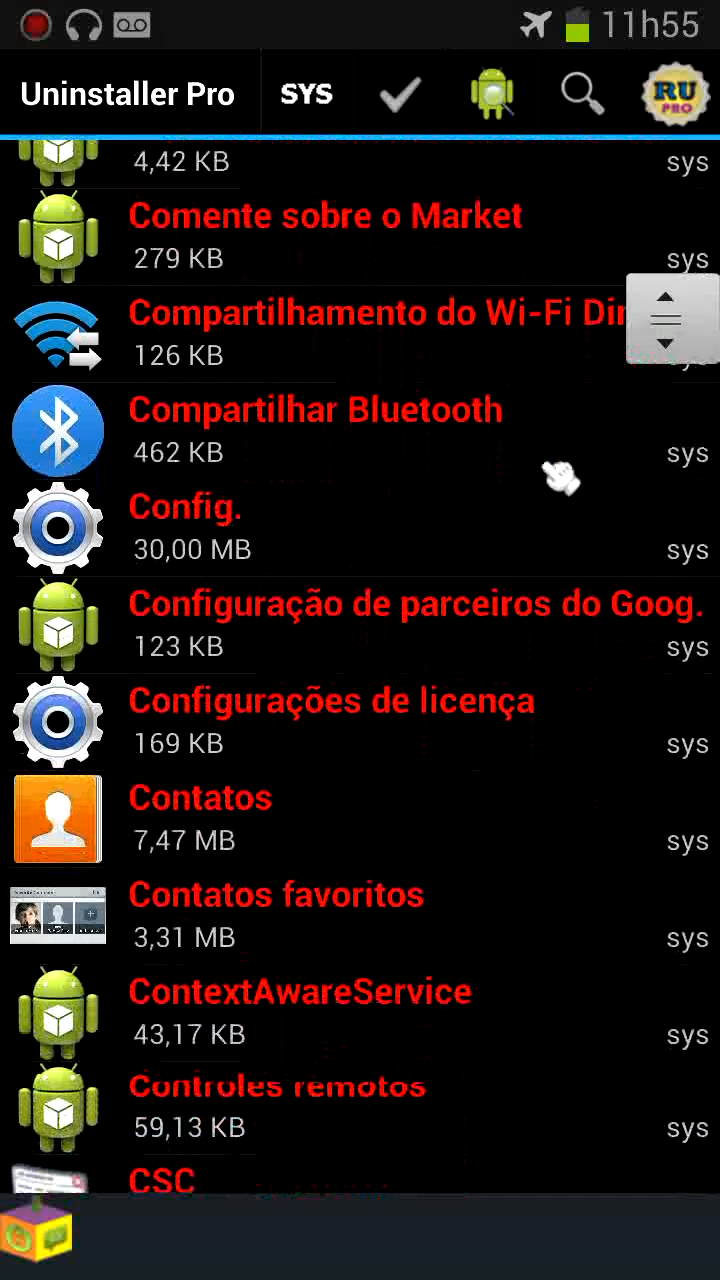 11h55
Uninstaller Pro SYS RU PRO
4,42 KB sys
Comente sobre o Market
279 KB sys
Compartilhamento do Wi-Fi
126 KB
Compartilhar Bluetooth
462 KB sys
Config.
30,00 MB sys
Configuração de parceiros do Goog.
123 KB sys
Configurações de licença
169 KB sys
Contatos
7,47 MB sys
Contatos favoritos
3,31 MB sys
ContextAwareService
43,17 KB sys
Controles remotos
59,13 KB sys
CSC